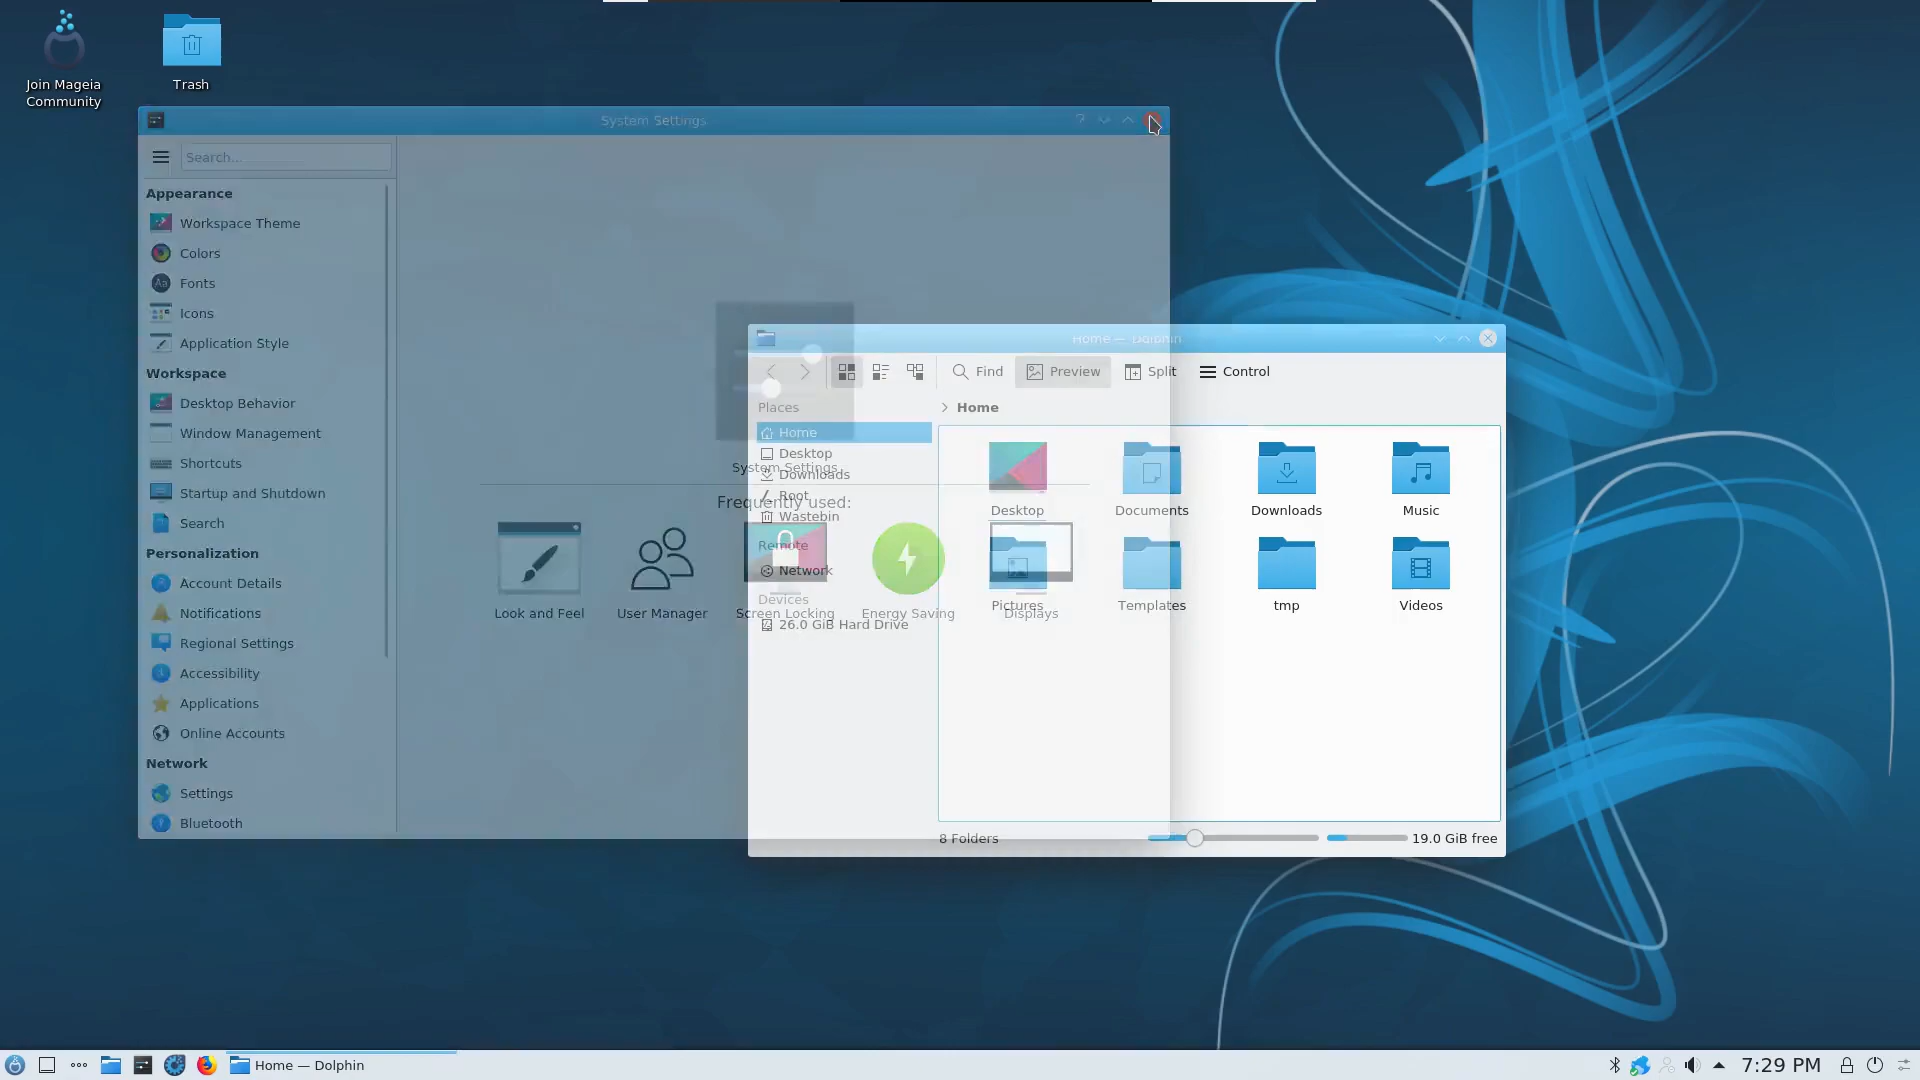 Join Mageia
Community
Trash
System Settings
Search...
Appearance
Workspace Theme
Colors
Fonts
Icons
Application Style
Workspace
Desktop Behavior
Window Management
Shortcuts
Startup and Shutdown
Search
Personalization
Account Details
Notifications
Regional Settings
Accessibility
Applications
Online Accounts
Network
Settings
Bluetooth
System Settings
Frequently used:
Look and Feel
User Manager
Screen Locking
Energy Saving
Displays
Home — Dolphin
Find
Preview
Split
Control
Places
Home
Desktop
Downloads
Root
Wastebin
Remote
Network
Devices
26.0 GiB Hard Drive
Home
Desktop
Documents
Downloads
Music
Pictures
Templates
tmp
Videos
8 Folders
19.0 GiB free
Home — Dolphin
7:29 PM